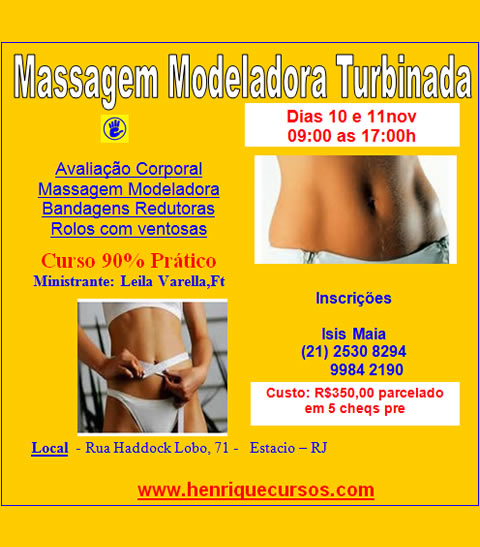 Massagem Modeladora Turbinada
Dias 10 e 11nov
09:00 as 17:00h
Avaliação Corporal
Massagem Modeladora
Bandagens Redutoras
Rolos com ventosas
Curso 90% Prático
Ministrante: Leila Varella,Ft
Inscrições
Isis Maia
(21) 2530 8294
9984 2190
Custo: R$350,00 parcelado
em 5 cheqs pre
Local - Rua Haddock Lobo, 71 - Estacio – RJ
www.henriquecursos.com